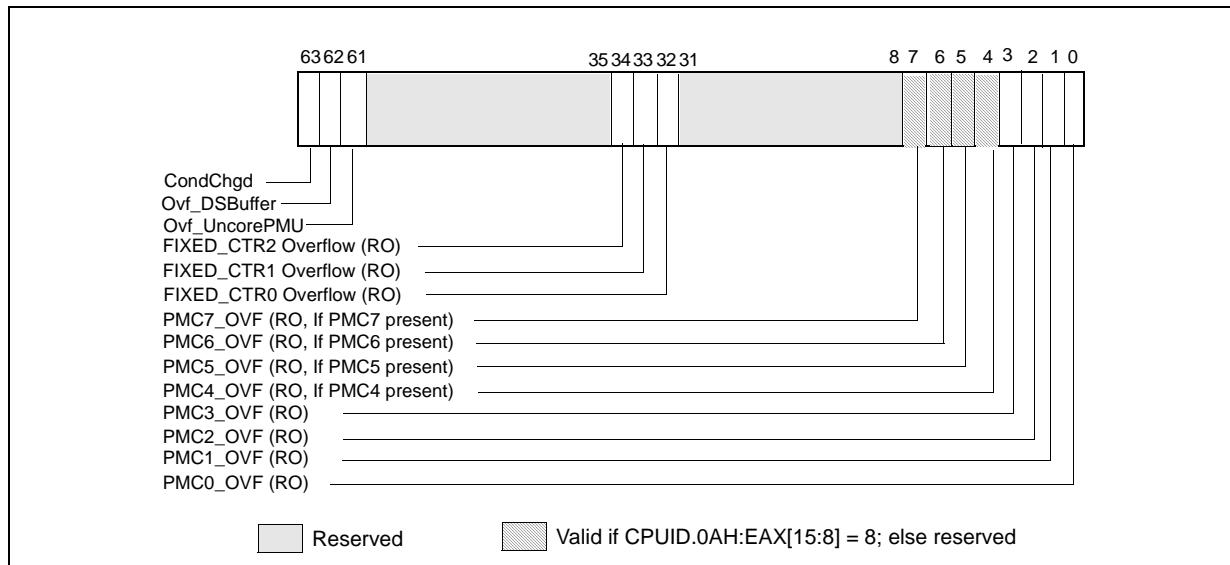 63 62 61 35 34 33 32 31 8 7 6 5 4 3 2 1 0
CondChgd
Ovf_DSBuffer
Ovf_UncorePMU
FIXED_CTR2 Overflow (RO)
FIXED_CTR1 Overflow (RO)
FIXED_CTR0 Overflow (RO)
PMC7_OVF (RO, If PMC7 present)
PMC6_OVF (RO, If PMC6 present)
PMC5_OVF (RO, If PMC5 present)
PMC4_OVF (RO, If PMC4 present)
PMC3_OVF (RO)
PMC2_OVF (RO)
PMC1_OVF (RO)
PMC0_OVF (RO)
Reserved Valid if CPUID.0AH:EAX[15:8] = 8; else reserved